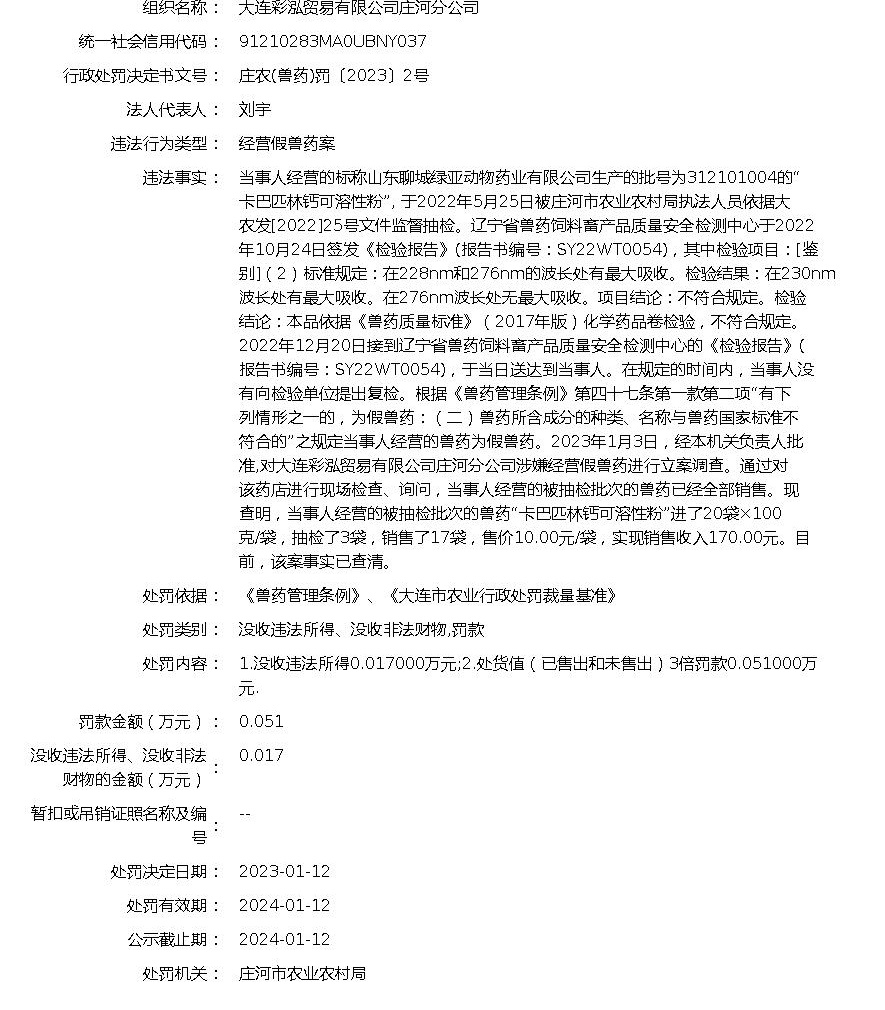 组织名称： 大连彩泓贸易有限公司庄河分公司
统一社会信用代码： 91210283MA0UBNY037
行政处罚决定书文号： 庄农(兽药)罚〔2023〕2号
法人代表人： 刘宇
违法行为类型： 经营假兽药案
违法事实： 当事人经营的标称山东聊城绿亚动物药业有限公司生产的批号为312101004的“
卡巴匹林钙可溶性粉”, 于2022年5月25日被庄河市农业农村局执法人员依据大
农发[2022]25号文件监督抽检。辽宁省兽药饲料畜产品质量安全检测中心于2022
年10月24日签发《检验报告》(报告书编号：SY22WT0054)，其中检验项目：[鉴
别]（2）标准规定：在228nm和276nm的波长处有最大吸收。检验结果：在230nm
波长处有最大吸收。在276nm波长处无最大吸收。项目结论：不符合规定。检验
结论：本品依据《兽药质量标准》（2017年版）化学药品卷检验，不符合规定。
2022年12月20日接到辽宁省兽药饲料畜产品质量安全检测中心的《检验报告》(
报告书编号：SY22WT0054)，于当日送达到当事人。在规定的时间内，当事人没
有向检验单位提出复检。根据《兽药管理条例》第四十七条第一款第二项“有下
列情形之一的，为假兽药：（二）兽药所含成分的种类、名称与兽药国家标准不
符合的”之规定当事人经营的兽药为假兽药。2023年1月3日，经本机关负责人批
准,对大连彩泓贸易有限公司庄河分公司涉嫌经营假兽药进行立案调查。通过对
该药店进行现场检查、询问，当事人经营的被抽检批次的兽药已经全部销售。现
查明，当事人经营的被抽检批次的兽药“卡巴匹林钙可溶性粉”进了20袋×100
克/袋，抽检了3袋，销售了17袋，售价10.00元/袋，实现销售收入170.00元。目
前，该案事实已查清。
处罚依据： 《兽药管理条例》、《大连市农业行政处罚裁量基准》
处罚类别： 没收违法所得、没收非法财物,罚款
处罚内容： 1.没收违法所得0.017000万元;2.处货值（已售出和未售出）3倍罚款0.051000万
元.
罚款金额（万元）： 0.051
没收违法所得、没收非法
财物的金额（万元）： 0.017
暂扣或吊销证照名称及编
号： --
处罚决定日期： 2023-01-12
处罚有效期： 2024-01-12
公示截止期： 2024-01-12
处罚机关： 庄河市农业农村局